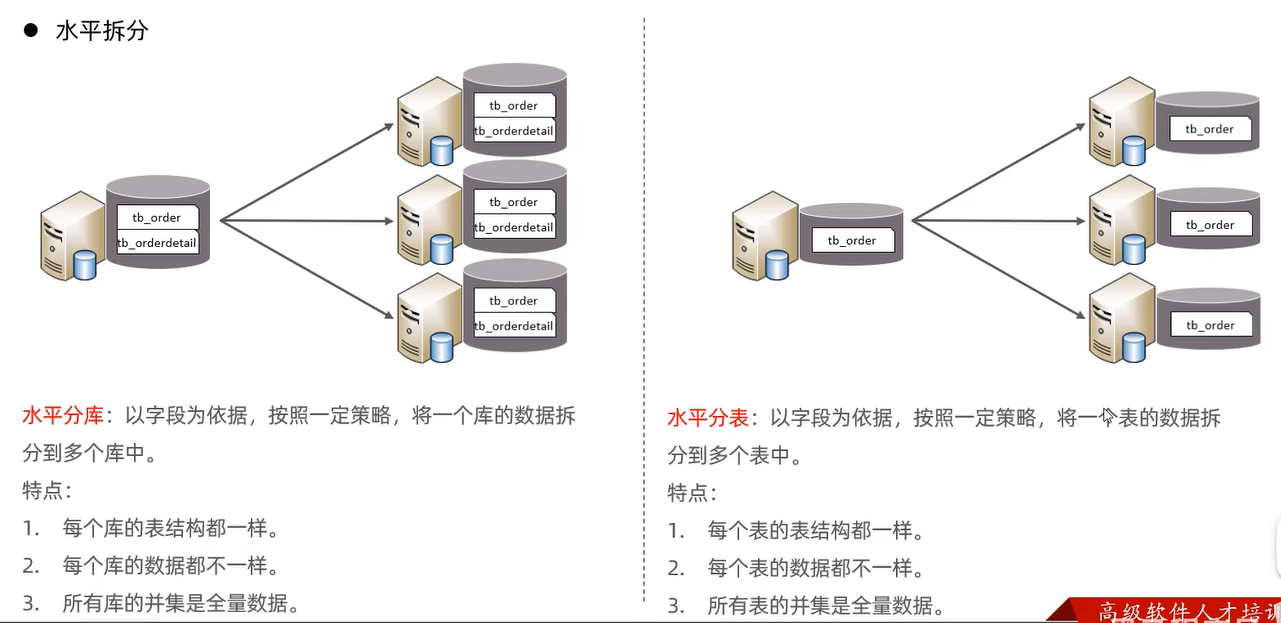 ● 水平拆分
tb_order
tb_orderdetail
tb_order
tb_orderdetail
tb_order
tb_orderdetail
tb_order
tb_orderdetail
水平分库：以字段为依据，按照一定策略，将一个库的数据拆
分到多个库中。
特点：
1. 每个库的表结构都一样。
2. 每个库的数据都不一样。
3. 所有库的并集是全量数据。
tb_order
tb_order
tb_order
tb_order
水平分表：以字段为依据，按照一定策略，将一个表的数据拆
分到多个表中。
特点：
1. 每个表的表结构都一样。
2. 每个表的数据都不一样。
3. 所有表的并集是全量数据。
高级软件人才培训